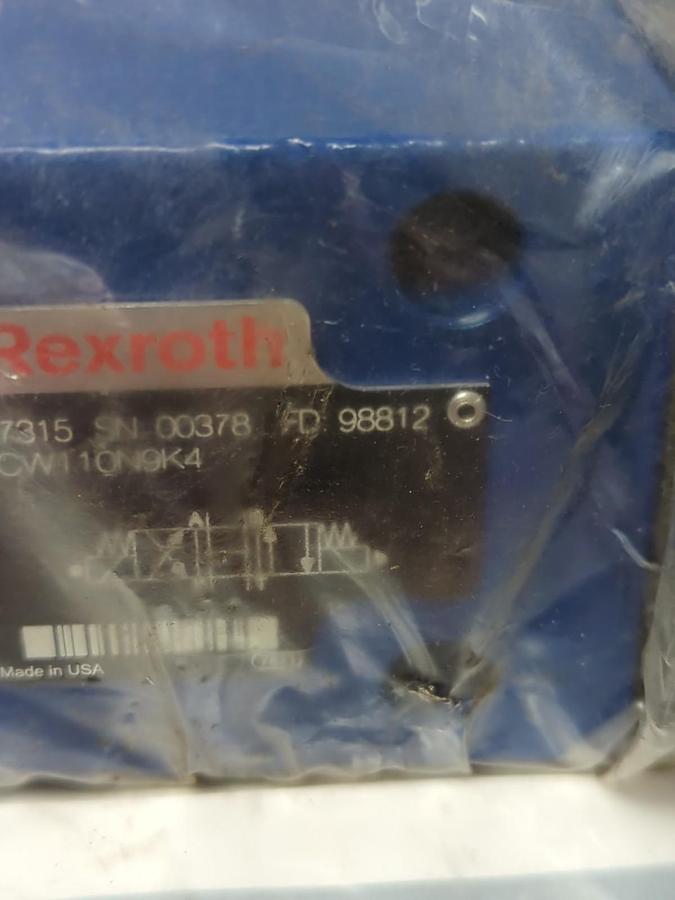 Rexroth
7315 SN 00378 FD 98812
CW110N9K4
Made in USA